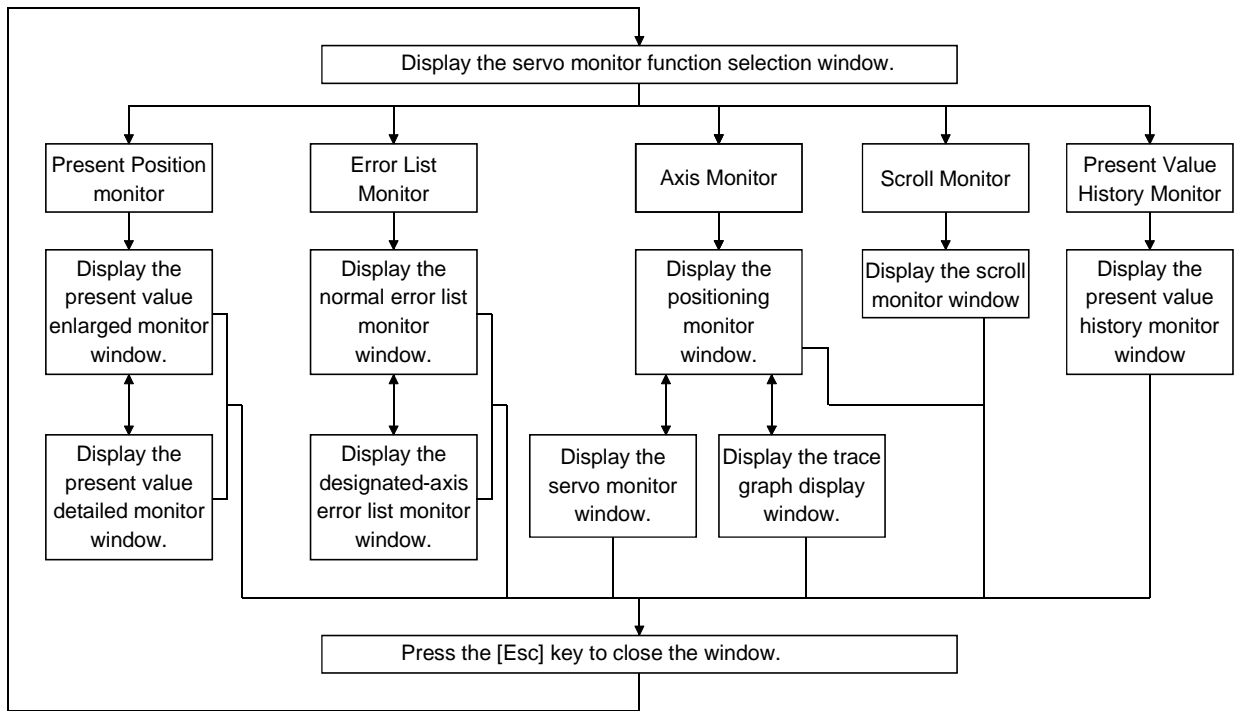 Display the servo monitor function selection window.
Present Position
monitor
Error List
Monitor
Axis Monitor
Scroll Monitor
Present Value
History Monitor
Display the
present value
enlarged monitor
window.
Display the
normal error list
monitor
window.
Display the
positioning
monitor
window.
Display the scroll
monitor window
Display the
present value
history monitor
window
Display the
present value
detailed monitor
window.
Display the
designated-axis
error list monitor
window.
Display the
servo monitor
window.
Display the trace
graph display
window.
Press the [Esc] key to close the window.